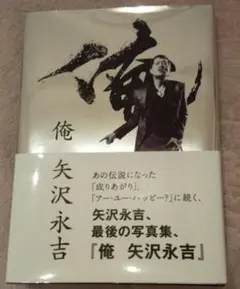 俺
俺 矢沢永吉
あの伝説になった
「成りあがり」、
「アー・ユー・ハッピー?」に続く、
矢沢永吉、
最後の写真集、
『俺 矢沢永吉』